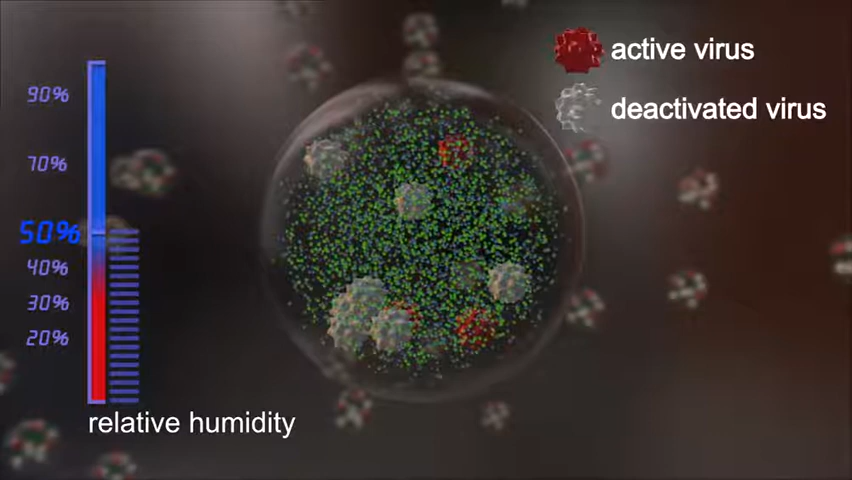 active virus
deactivated virus
90%
70%
50%
40%
30%
20%
relative humidity